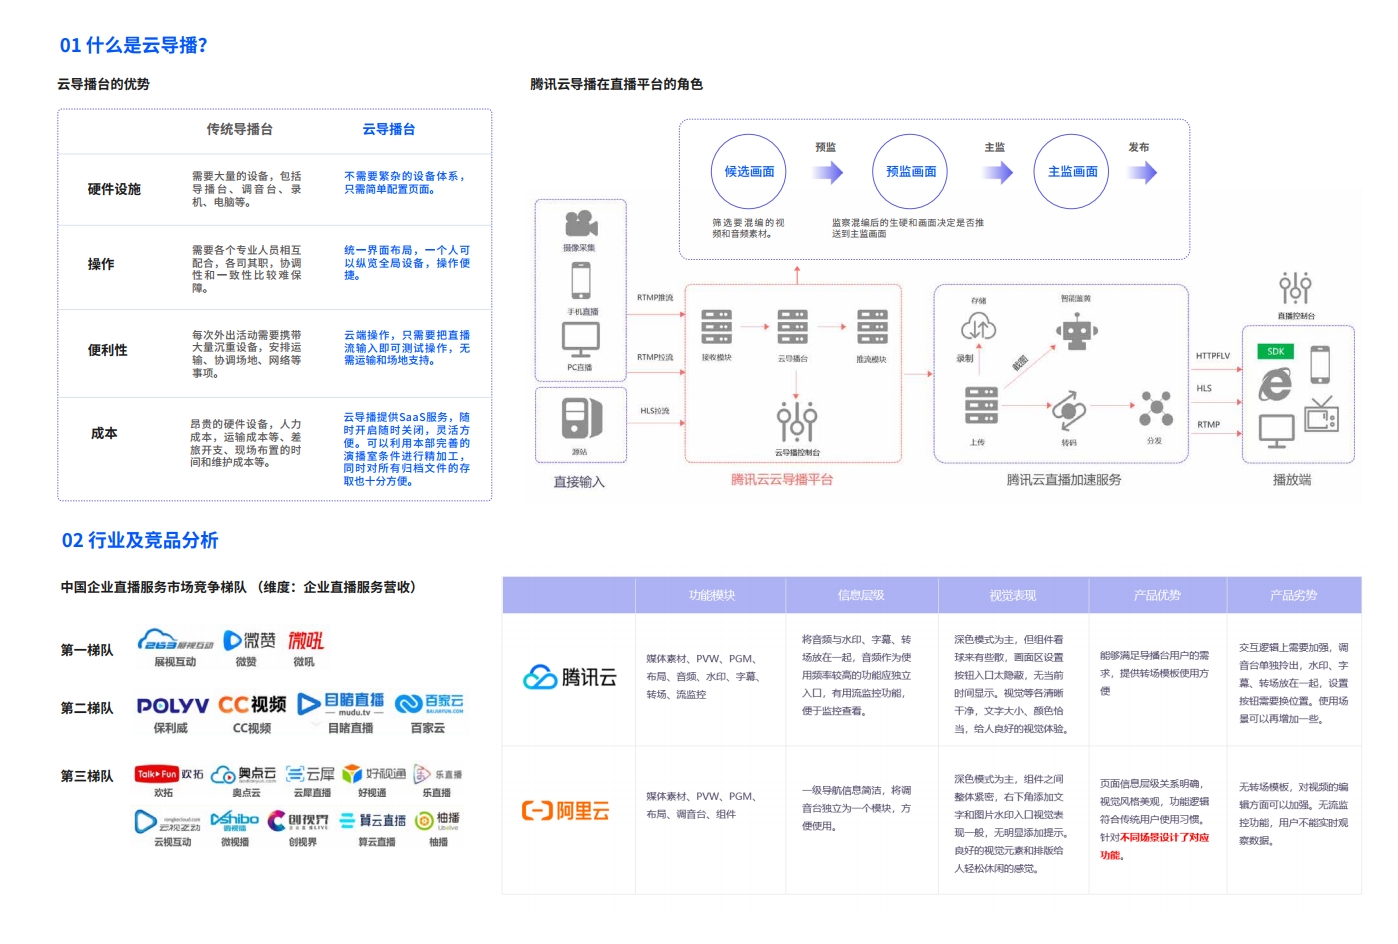 01 什么是云导播?
云导播台的优势
传统导播台
云导播台
硬件设施
需要大量的设备，包括
导播台、调音台、录
机、电脑等。
不需要繁杂的设备体系，
只需简单配置页面。
操作
需要各个专业人员相互
配合，各司其职，协调
性和一致性比较难保
障。
统一界面布局，一个人可
以纵览全局设备，操作便
捷。
便利性
每次外出活动需要携带
大量沉重设备，安排运
输、协调场地、网络等
事项。
云端操作，只需要把直播
流输入即可测试操作，无
需运输和场地支持。
成本
昂贵的硬件设备，人力
成本，运输成本等、差
旅开支、现场布置的时
间和维护成本等。
云导播提供SaaS服务，随
时开启随时关闭，灵活方
便。可以利用本部完善的
演播室条件进行精加工，
同时对所有归档文件的存
取也十分方便。
腾讯云导播在直播平台的角色
候选画面
预监
预监画面
主监
主监画面
发布
筛选要混编的视
频和音频素材。
监察混编后的生硬和画面决定是否推
送到主监画面
摄像采集
手机直播
PC直播
源站
直接输入
RTMP推流
RTMP拉流
HLS拉流
接收模块
云导播台
推流模块
云导播控制台
腾讯云云导播平台
存储
智能鉴黄
录制
截图
上传
转码
分发
腾讯云直播加速服务
HTTPFLV
HLS
RTMP
直播控制台
SDK
播放端
02 行业及竞品分析
中国企业直播服务市场竞争梯队 （维度：企业直播服务营收）
第一梯队
263 展视互动
微赞
微吼
展视互动
微赞
微吼
第二梯队
POLYV
CC视频
目睹直播
mudu.tv
百家云
BAIJIAYUN.COM
保利威
CC视频
目睹直播
百家云
第三梯队
Talk Fun 欢拓
奥点云
云犀
好视通
乐直播
欢拓
奥点云
云犀直播
好视通
乐直播
云视互动
Vshibo
微视播
创视界
算云直播
柚播
Ubolive
云视互动
微视播
创视界
算云直播
柚播
功能模块
信息层级
视觉表现
产品优势
产品劣势
腾讯云
媒体素材、PVW、PGM、
布局、音频、水印、字幕、
转场、流监控
将音频与水印、字幕、转
场放在一起，音频作为使
用频率较高的功能应独立
入口，有用流监控功能，
便于监控查看。
深色模式为主，但组件看
球来有些散，画面区设置
按钮入口太隐蔽，无当前
时间显示。视觉等台清晰
干净，文字大小、颜色恰
当，给人良好的视觉体验。
能够满足导播台用户的需
求，提供转场模板使用方
便
交互逻辑上需要加强，调
音台单独拎出，水印、字
幕、转场放在一起，设置
按钮需要换位置。使用场
景可以再增加一些。
阿里云
媒体素材、PVW、PGM、
布局、调音台、组件
一级导航信息简洁，将调
音台独立为一个模块，方
便使用。
深色模式为主，组件之间
整体紧密，右下角添加文
字和图片水印入口视觉表
现一般，无明显添加提示。
良好的视觉元素和排版给
人轻松休闲的感觉。
页面信息层级关系明确，
视觉风格美观，功能逻辑
符合传统用户使用习惯。
针对不同场景设计了对应
功能。
无转场模板，对视频的编
辑方面可以加强。无流监
控功能，用户不能实时观
察数据。